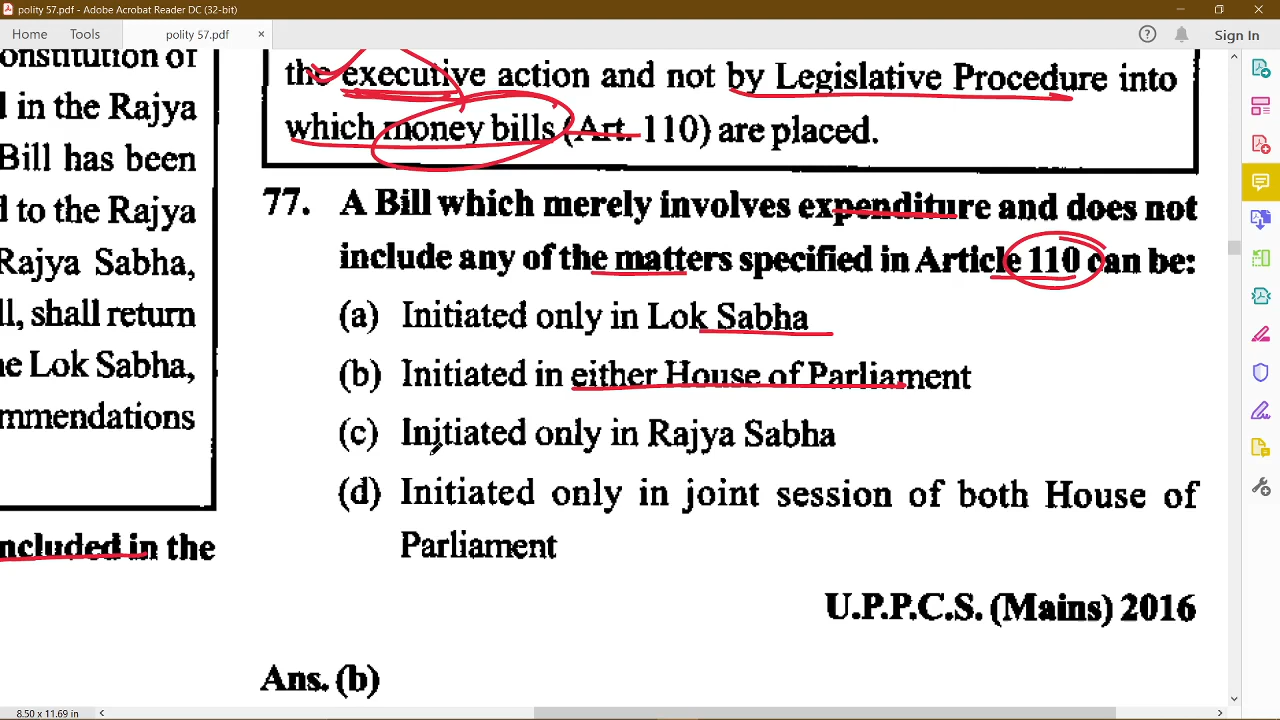 polity 57.pdf - Adobe Acrobat Reader DC (32-bit)
Home Tools polity 57.pdf Sign In
onstitution of
d in the Rajya
Bill has been
d to the Rajya
Rajya Sabha,
ll, shall return
he Lok Sabha,
mmendations
ncluded in the
the executive action and not by Legislative Procedure into
which money bills (Art. 110) are placed.
77. A Bill which merely involves expenditure and does not
include any of the matters specified in Article 110 can be:
(a) Initiated only in Lok Sabha
(b) Initiated in either House of Parliament
(c) Initiated only in Rajya Sabha
(d) Initiated only in joint session of both House of
Parliament
U.P.P.C.S. (Mains) 2016
Ans. (b)
8.50 x 11.69 in